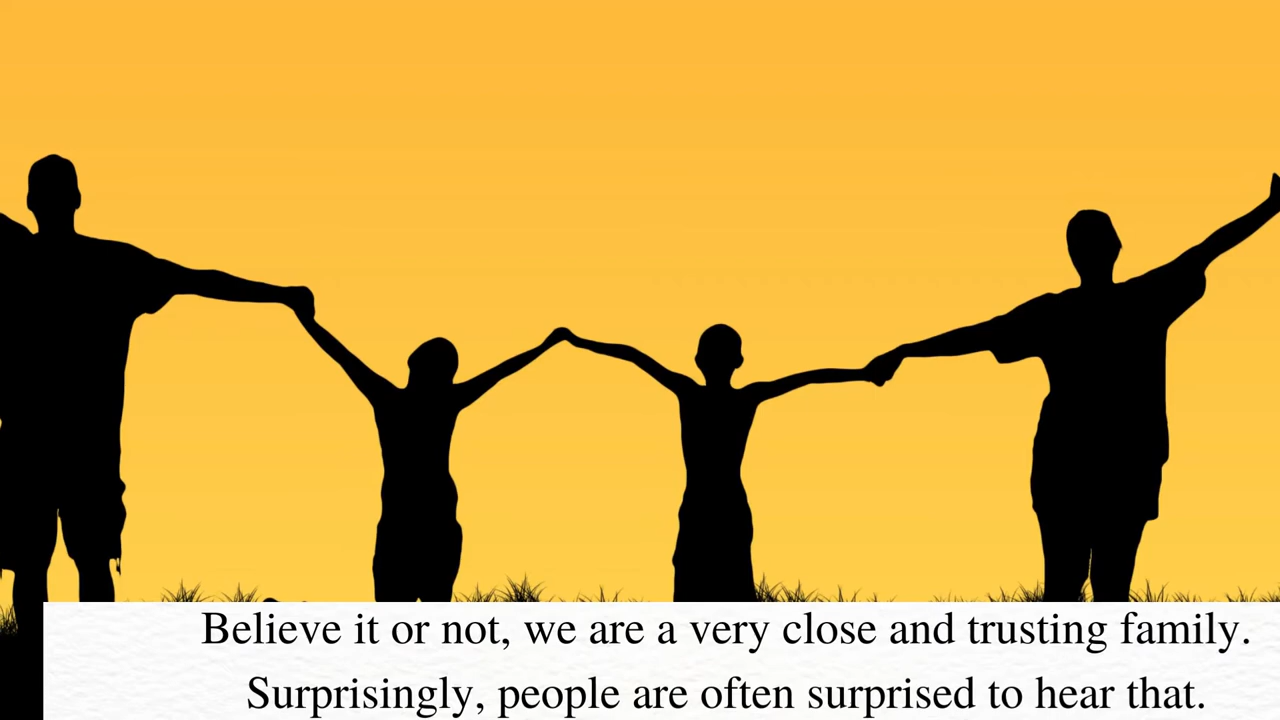 Believe it or not, we are a very close and trusting family.
Surprisingly, people are often surprised to hear that.